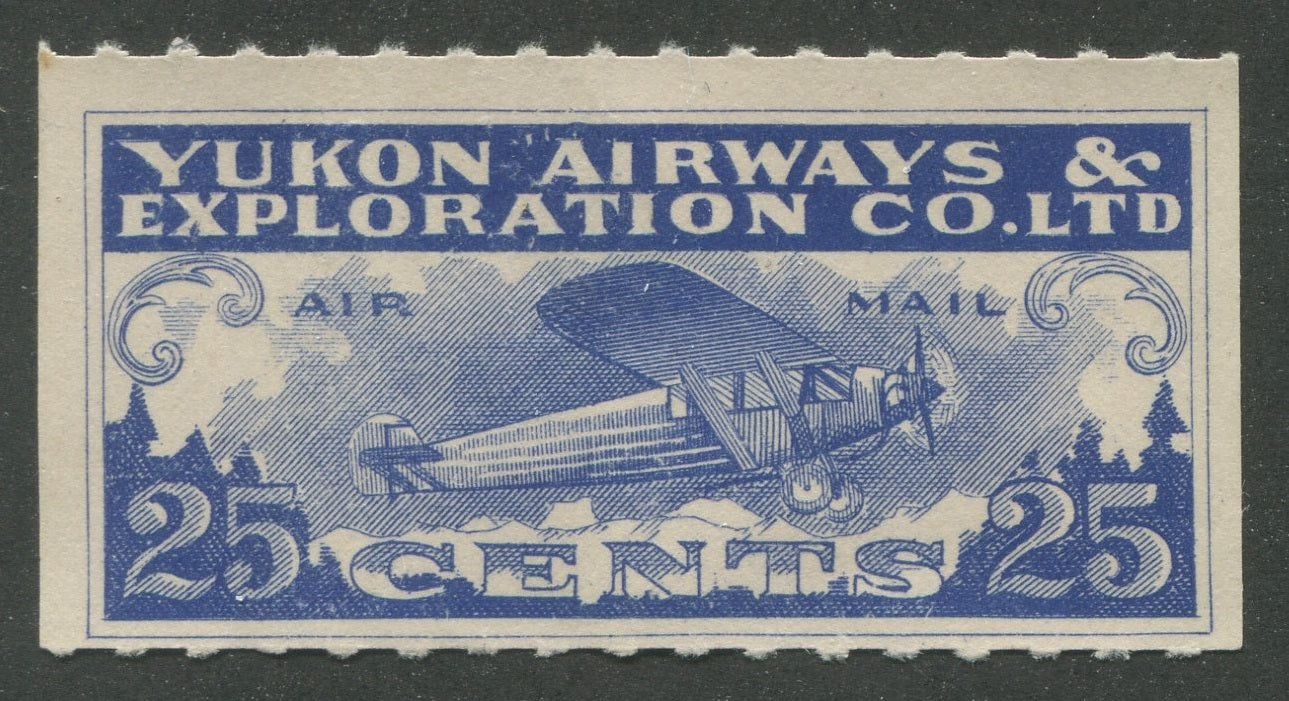 YUKON AIRWAYS &
EXPLORATION CO. LTD
AIR MAIL
25 CENTS 25